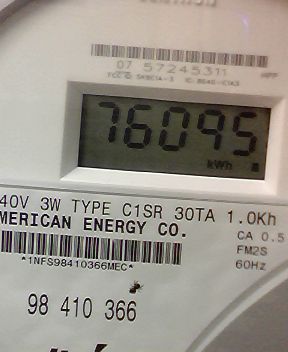 07 57245311
76095
kWh
40V 3W TYPE C1SR 30TA 1.0Kh
MERICAN ENERGY CO.
CA 0.5
FM2S
60Hz
*1NFS98410366MEC*
98 410 366